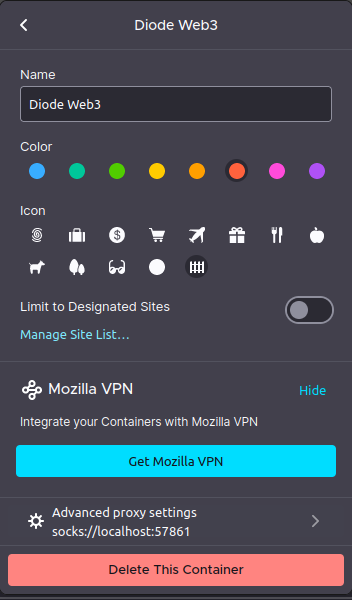 Diode Web3
Name
Diode Web3
Color
Icon
Limit to Designated Sites
Manage Site List...
Mozilla VPN
Hide
Integrate your Containers with Mozilla VPN
Get Mozilla VPN
Advanced proxy settings
socks://localhost:57861
Delete This Container